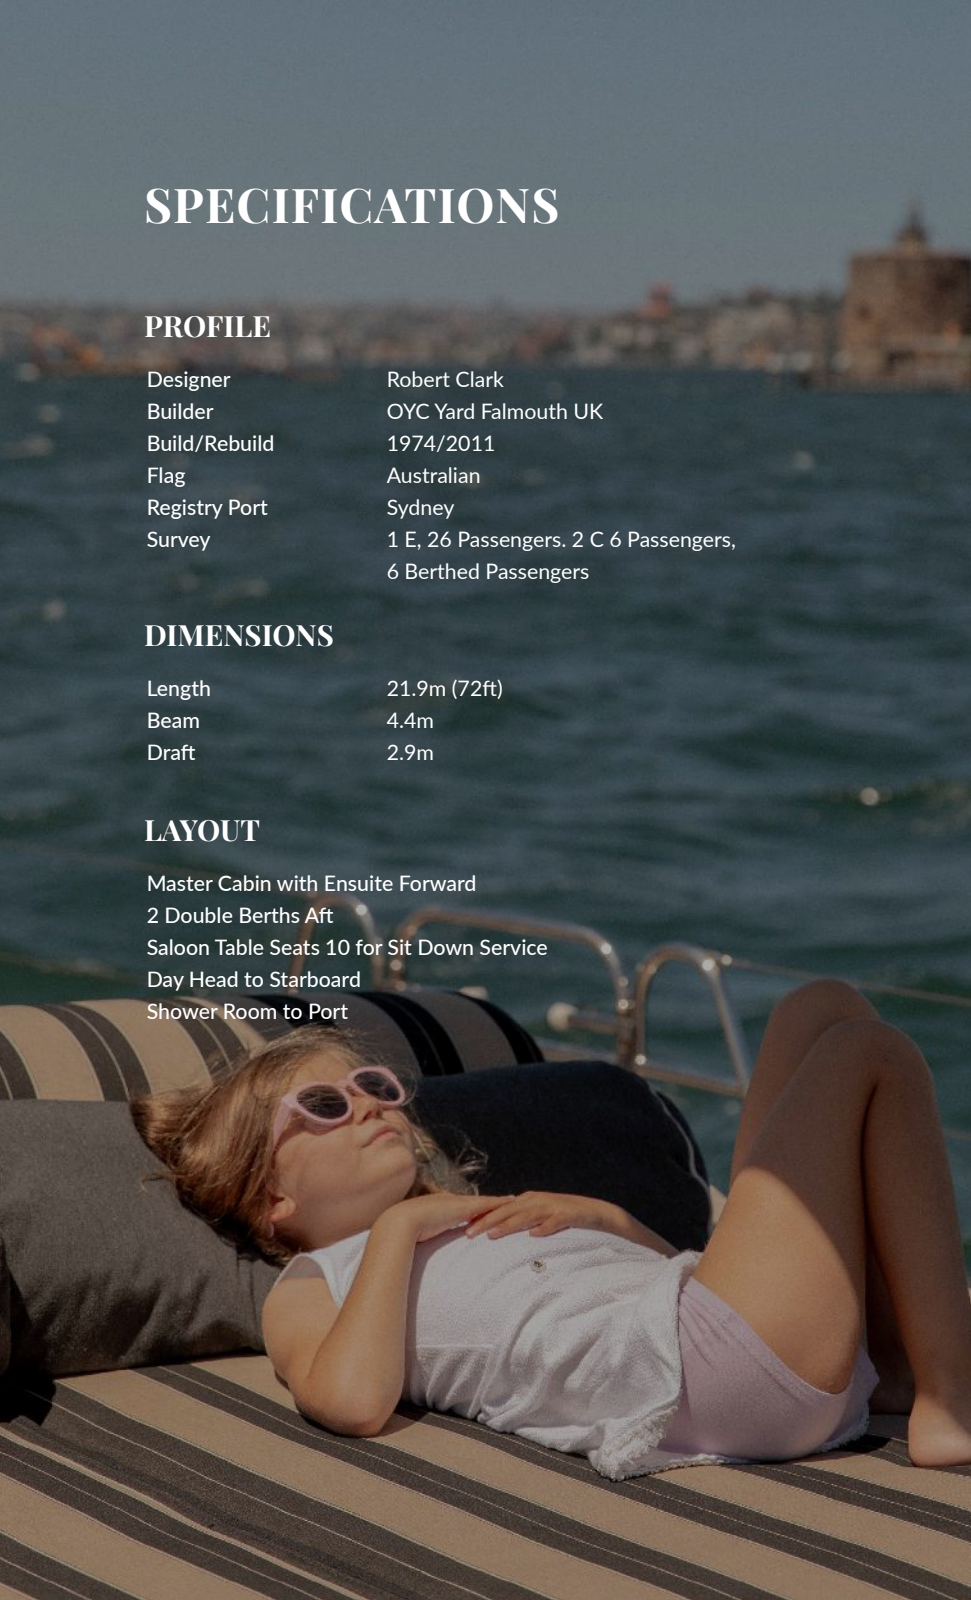 SPECIFICATIONS
PROFILE
Designer Robert Clark
Builder OYC Yard Falmouth UK
Build/Rebuild 1974/2011
Flag Australian
Registry Port Sydney
Survey 1 E, 26 Passengers. 2 C 6 Passengers,
6 Berthed Passengers
DIMENSIONS
Length 21.9m (72ft)
Beam 4.4m
Draft 2.9m
LAYOUT
Master Cabin with Ensuite Forward
2 Double Berths Aft
Saloon Table Seats 10 for Sit Down Service
Day Head to Starboard
Shower Room to Port